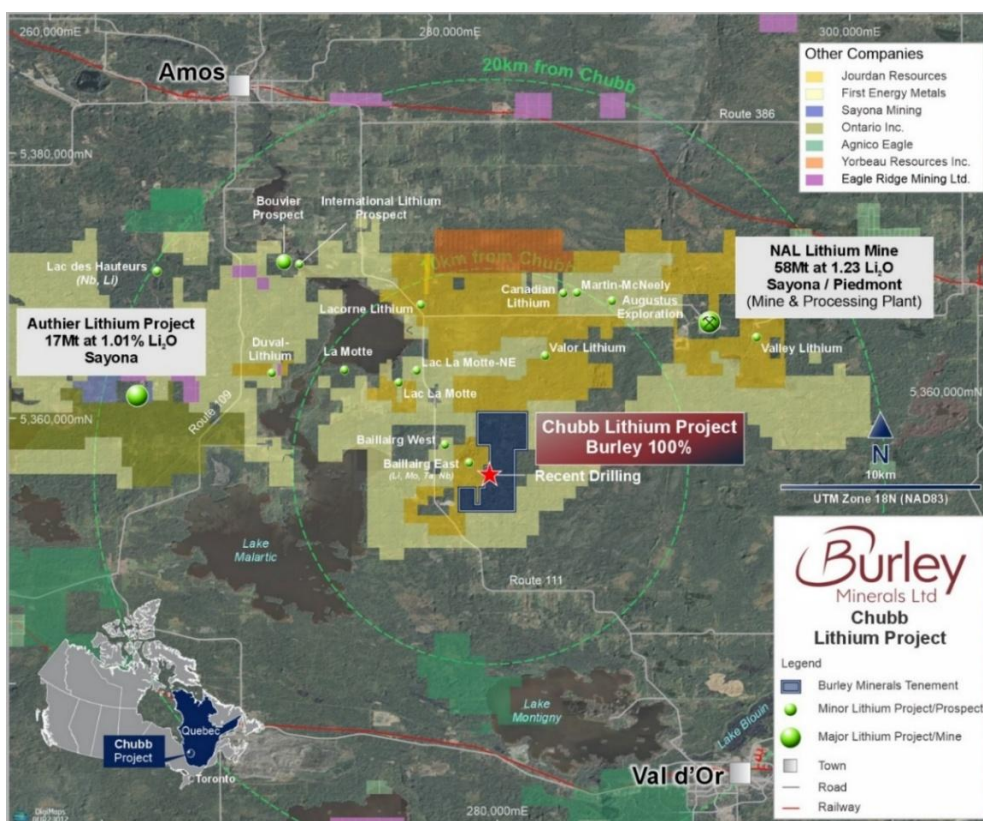 260,000mE
280,000mE
300,000mE
Amos
20km from Chubb
Route 386
5,380,000mN
Other Companies
Jourdan Resources
First Energy Metals
Sayona Mining
Ontario Inc.
Agnico Eagle
Yorbeau Resources Inc.
Eagle Ridge Mining Ltd.
Bouvier
Prospect
International Lithium
Prospect
Lac des Hauteurs
(Nb, Li)
10km from Chubb
Canadian
Lithium
Martin-McNeely
Augustus
Exploration
Lacorne Lithium
NAL Lithium Mine
58Mt at 1.23 Li₂O
Sayona / Piedmont
(Mine & Processing Plant)
Authier Lithium Project
17Mt at 1.01% Li₂O
Sayona
Duval-
Lithium
La Motte
Lac La Motte-NE
Lac La Motte
Valor Lithium
Valley Lithium
Route 109
5,360,000mN
5,360,000mN
Baillairg West
Baillairg East
(Li, Mo, Ta, Nb)
Chubb Lithium Project
Burley 100%
Recent Drilling
N
10km
UTM Zone 18N (NAD83)
Lake
Malartic
Route 111
Burley
Minerals Ltd
Chubb
Lithium Project
Legend
Burley Minerals Tenement
Minor Lithium Project/Prospect
Major Lithium Project/Mine
Town
Road
Railway
Quebec
Chubb
Project
Toronto
Lake
Montigny
Lake Blouin
Val d'Or
280,000mE